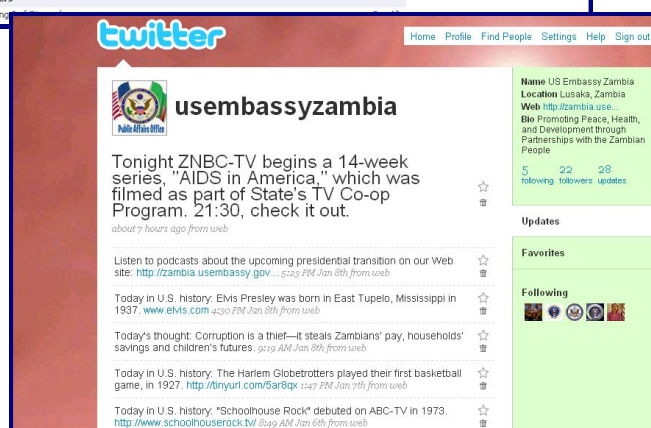 twitter
Home Profile Find People Settings Help Sign out
Public Affairs Office
usembassyzambia
Tonight ZNBC-TV begins a 14-week
series, "AIDS in America," which was
filmed as part of State's TV Co-op
Program. 21:30, check it out.
about 7 hours ago from web
Listen to podcasts about the upcoming presidential transition on our Web
site: http://zambia.usembassy.gov... 5:23 PM Jan 8th from web
Today in U.S. history: Elvis Presley was born in East Tupelo, Mississippi in
1937. www.elvis.com 4:30 PM Jan 8th from web
Today's thought: Corruption is a thief—it steals Zambians' pay, households'
savings and children's futures. 9:19 AM Jan 8th from web
Today in U.S. history: The Harlem Globetrotters played their first basketball
game, in 1927. http://tinyurl.com/5ar8qx 1:47 PM Jan 7th from web
Today in U.S. history: "Schoolhouse Rock" debuted on ABC-TV in 1973.
http://www.schoolhouserock.tv/ 8:49 AM Jan 6th from web
Name US Embassy Zambia
Location Lusaka, Zambia
Web http://zambia.use...
Bio Promoting Peace, Health,
and Development through
Partnerships with the Zambian
People
5 22 28
following followers updates
Updates
Favorites
Following